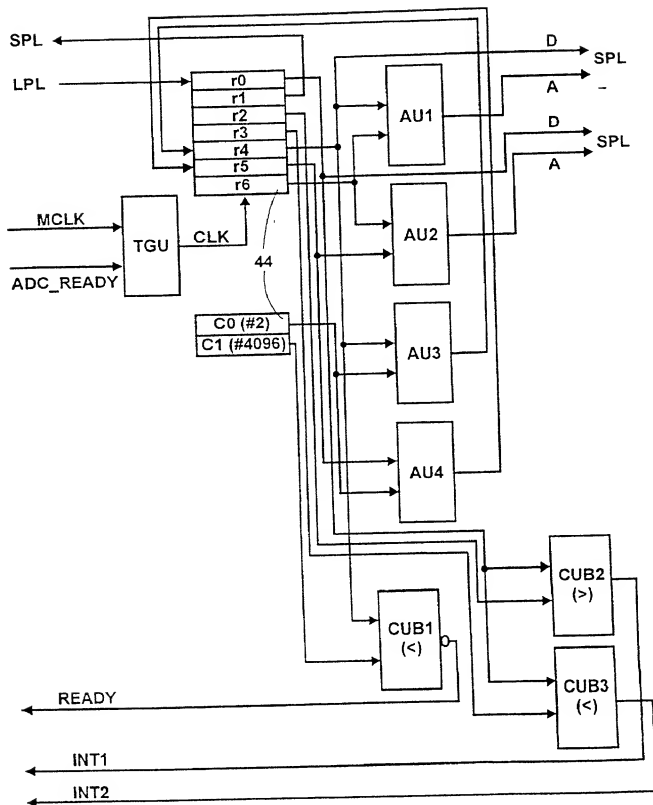 SPL
LPL
r0
r1
r2
r3
r4
r5
r6
MCLK
TGU
CLK
ADC_READY
44
C0 (#2)
C1 (#4096)
AU1
AU2
AU3
AU4
D
SPL
A
D
SPL
A
CUB1
(<)
CUB2
(>)
CUB3
(<)
READY
INT1
INT2